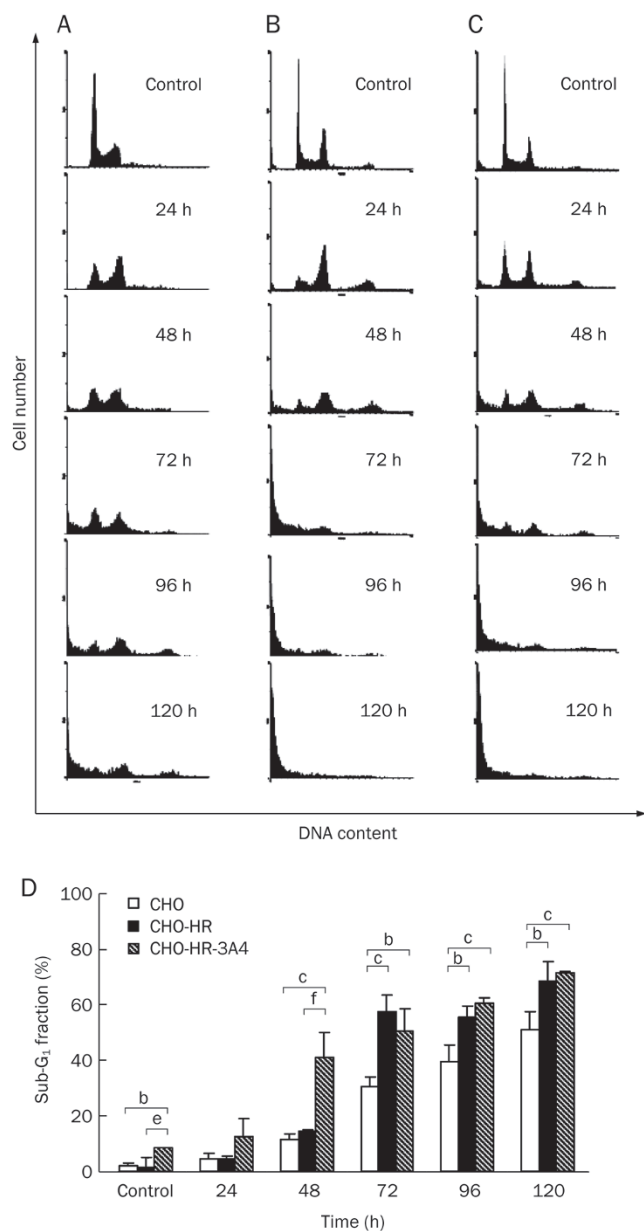 A
B
C
Control
Control
Control
24 h
24 h
24 h
48 h
48 h
48 h
72 h
72 h
72 h
96 h
96 h
96 h
120 h
120 h
120 h
Cell number
DNA content
D
100
80
60
40
20
0
Sub-G₁ fraction (%)
CHO
CHO-HR
CHO-HR-3A4
b
e
c
f
b
c
c
b
c
b
Control
24
48
72
96
120
Time (h)